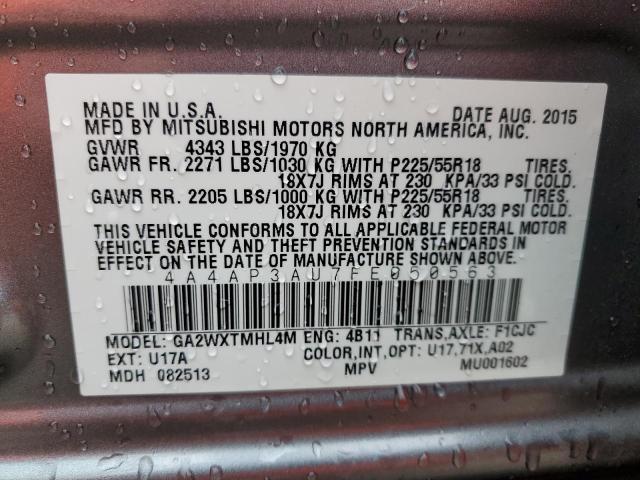 MADE IN U.S.A. DATE AUG. 2015
MFD BY MITSUBISHI MOTORS NORTH AMERICA, INC.
GVWR 4343 LBS/1970 KG
GAWR FR. 2271 LBS/1030 KG WITH P225/55R18 TIRES,
18X7J RIMS AT 230 KPA/33 PSI COLD.
GAWR RR. 2205 LBS/1000 KG WITH P225/55R18 TIRES,
18X7J RIMS AT 230 KPA/33 PSI COLD.
THIS VEHICLE CONFORMS TO ALL APPLICABLE FEDERAL MOTOR
VEHICLE SAFETY AND THEFT PREVENTION STANDARDS IN
EFFECT ON THE DATE OF MANUFACTURE SHOWN ABOVE.
4A4AP3AU7FE050563
MODEL: GA2WXTMHL4M ENG: 4B11 TRANS,AXLE: F1CJC
EXT: U17A COLOR,INT,OPT: U17,71X,A02
MDH 082513 MPV MU001602